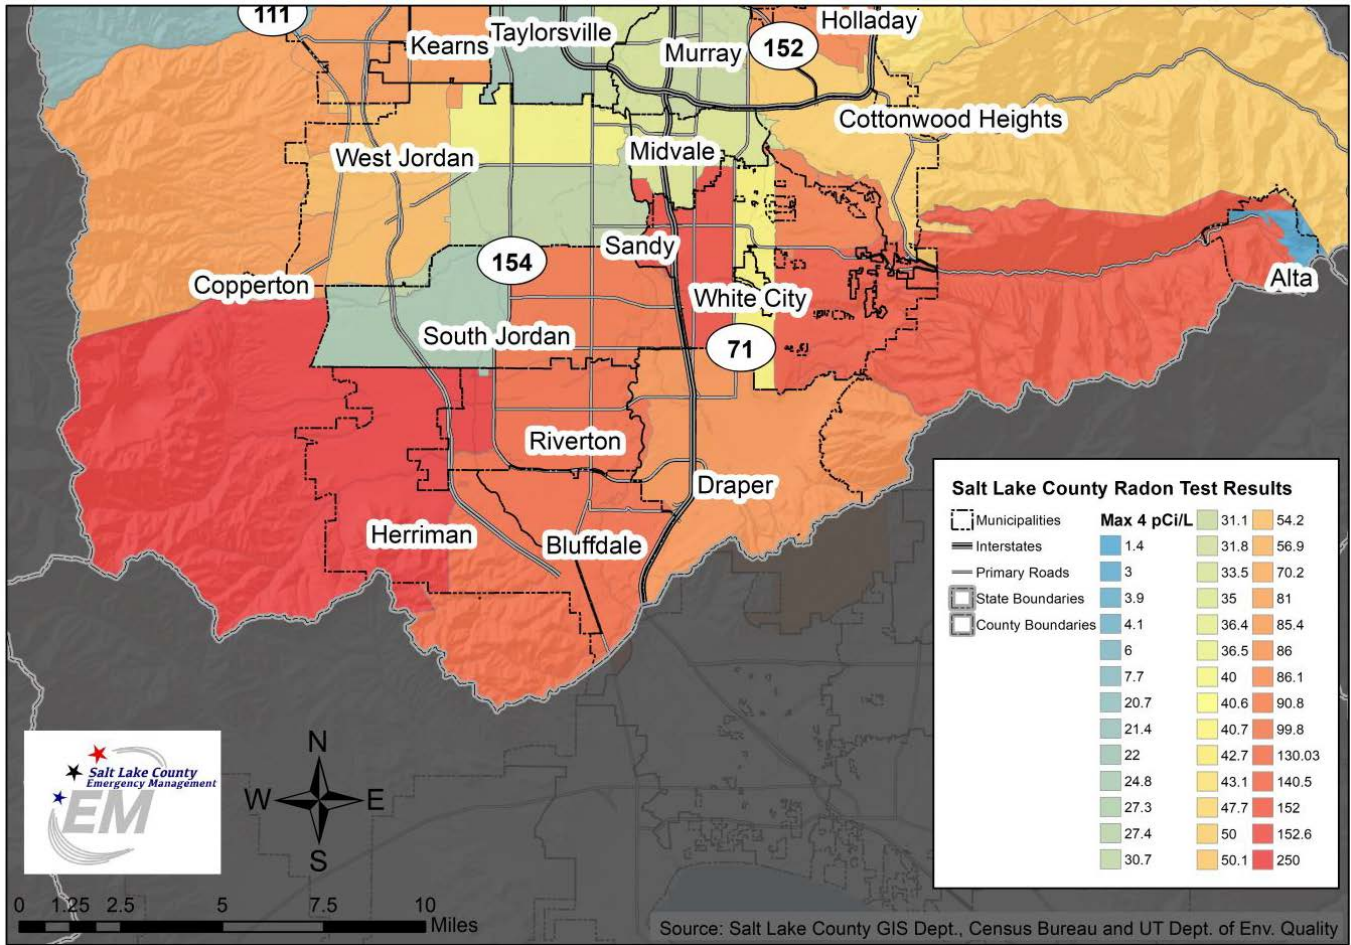 111
Taylorsville
Holladay
Kearns
Murray
152
Cottonwood Heights
West Jordan
Midvale
Sandy
154
Copperton
White City
Alta
South Jordan
71
Riverton
Draper
Herriman
Bluffdale
Salt Lake County Radon Test Results
Municipalities
Interstates
Primary Roads
State Boundaries
County Boundaries
Max 4 pCi/L
1.4
3
3.9
4.1
6
7.7
20.7
21.4
22
24.8
27.3
27.4
30.7
31.1
31.8
33.5
35
36.4
36.5
40
40.6
40.7
42.7
43.1
47.7
50
50.1
54.2
56.9
70.2
81
85.4
86
86.1
90.8
99.8
130.03
140.5
152
152.6
250
Salt Lake County
Emergency Management
EM
N
W E
S
0 1.25 2.5 5 7.5 10
Miles
Source: Salt Lake County GIS Dept., Census Bureau and UT Dept. of Env. Quality